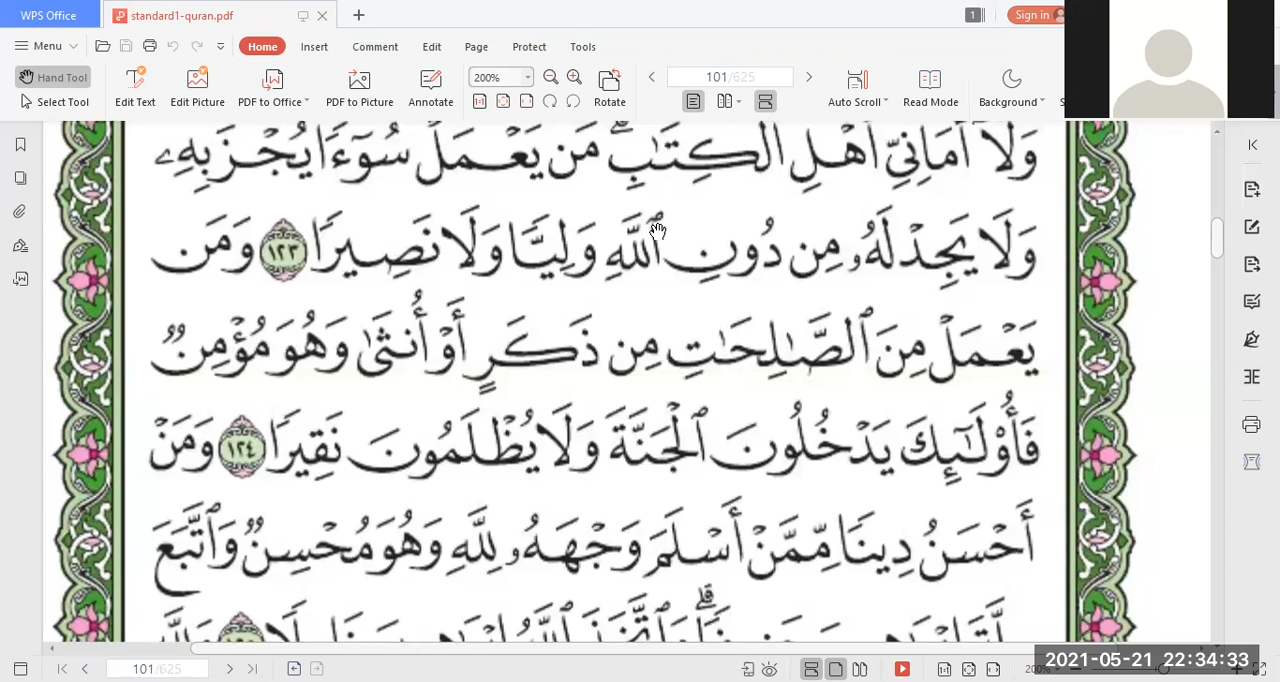 WPS Office
standard1-quran.pdf
1
Sign in
Menu
Home
Insert
Comment
Edit
Page
Protect
Tools
Hand Tool
Select Tool
Edit Text
Edit Picture
PDF to Office
PDF to Picture
Annotate
200%
Rotate
101/625
Auto Scroll
Read Mode
Background
وَلَآ أَمَانِيِّ أَهْلِ ٱلْكِتَٰبِ ۗ مَن يَعْمَلْ سُوٓءًا يُجْزَ بِهِۦ
وَلَا يَجِدْ لَهُۥ مِن دُونِ ٱللَّهِ وَلِيًّا وَلَا نَصِيرًا ١٢٣ وَمَن
يَعْمَلْ مِنَ ٱلصَّٰلِحَٰتِ مِن ذَكَرٍ أَوْ أُنثَىٰ وَهُوَ مُؤْمِنٌ
فَأُو۟لَٰٓئِكَ يَدْخُلُونَ ٱلْجَنَّةَ وَلَا يُظْلَمُونَ نَقِيرًا ١٢٤ وَمَنْ
أَحْسَنُ دِينًا مِّمَّنْ أَسْلَمَ وَجْهَهُۥ لِلَّهِ وَهُوَ مُحْسِنٌ وَٱتَّبَعَ
101/625
2021-05-21 22:34:33
200%